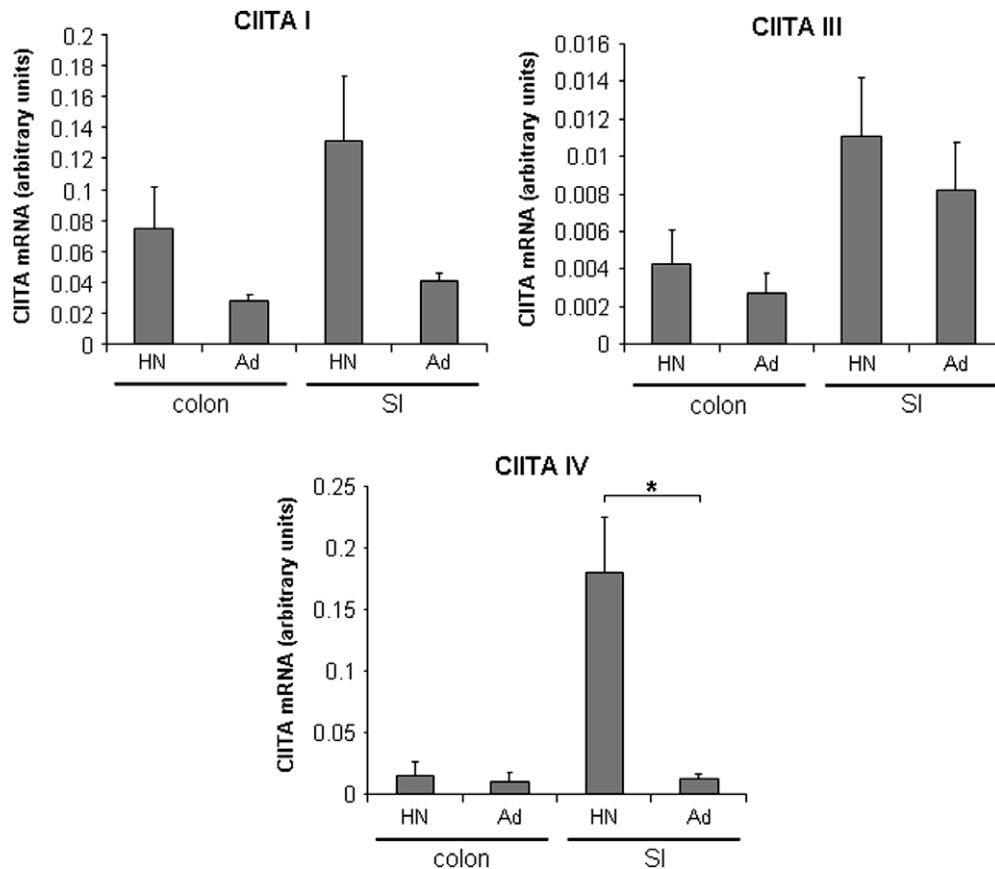 CIITA I
CIITA mRNA (arbitrary units)
0.2
0.18
0.16
0.14
0.12
0.1
0.08
0.06
0.04
0.02
0
HN Ad HN Ad
colon SI
CIITA III
CIITA mRNA (arbitrary units)
0.016
0.014
0.012
0.01
0.008
0.006
0.004
0.002
0
HN Ad HN Ad
colon SI
CIITA IV
CIITA mRNA (arbitrary units)
0.25
0.2
0.15
0.1
0.05
0
*
HN Ad HN Ad
colon SI